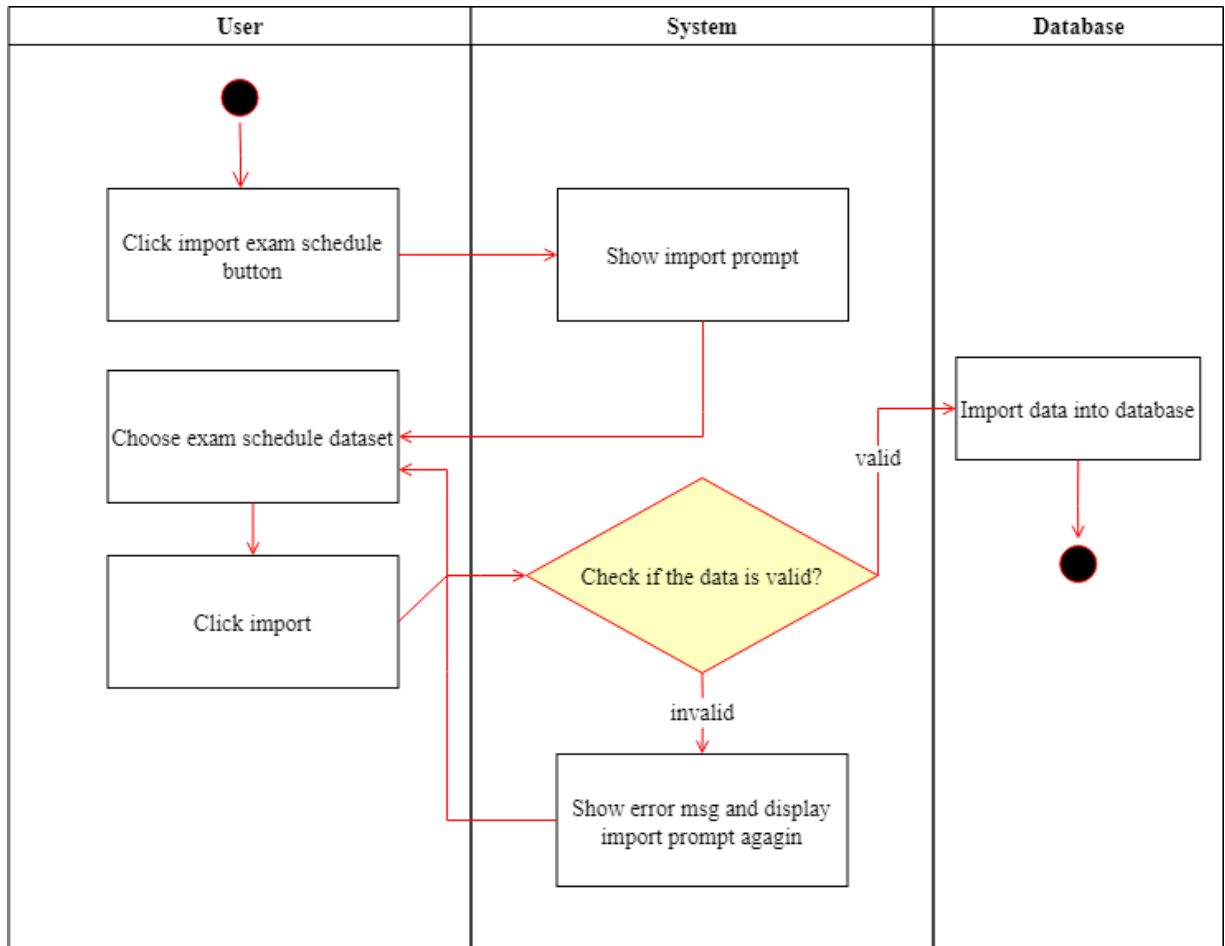 User
System
Database
Click import exam schedule
button
Show import prompt
Choose exam schedule dataset
Import data into database
valid
Check if the data is valid?
Click import
invalid
Show error msg and display
import prompt agagin